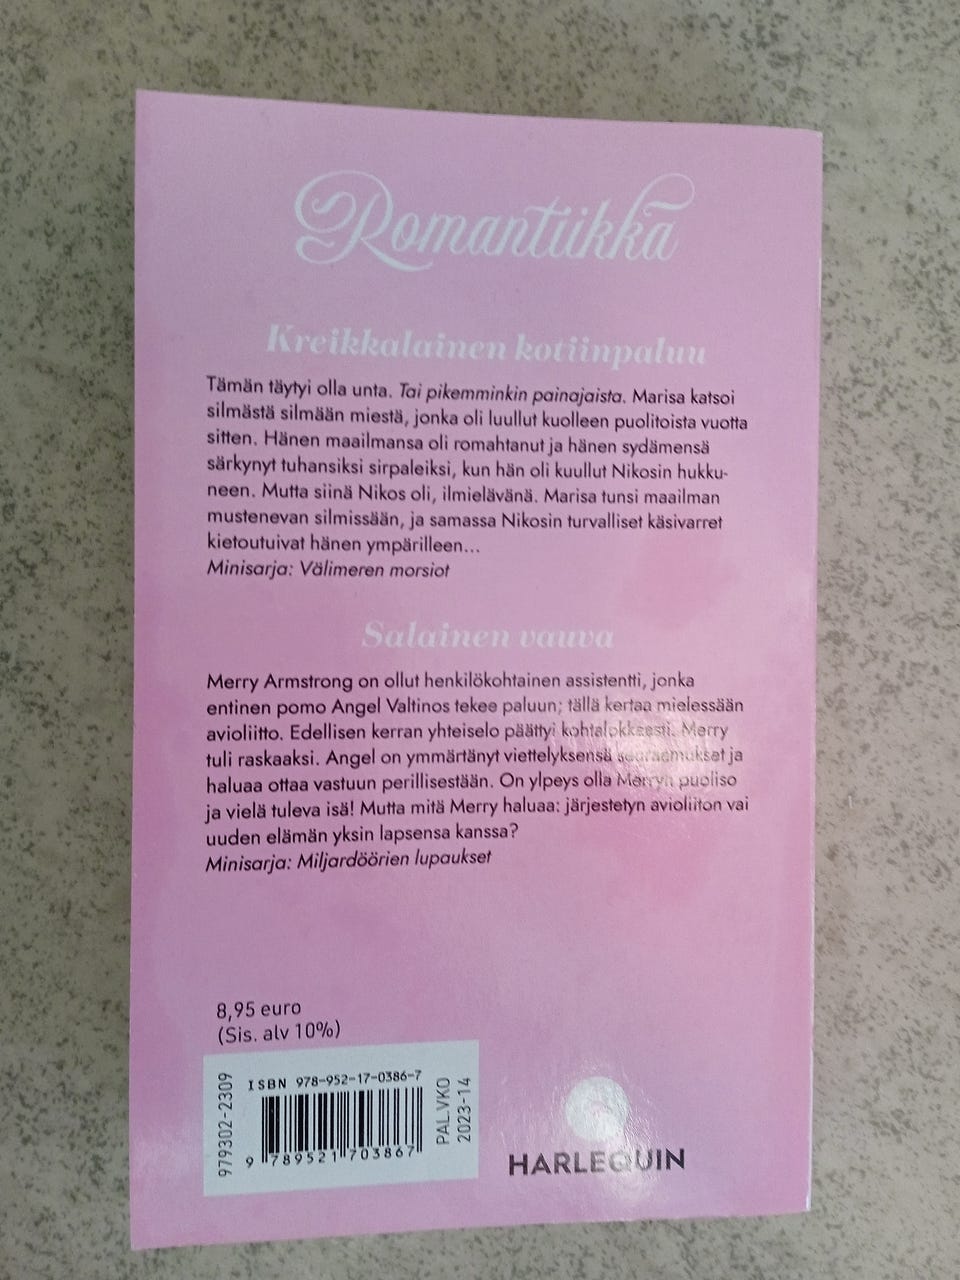 Romantiikka
Kreikkalainen kotiinpaluu
Tämän täytyi olla unta. Tai pikemminkin painajaista. Marisa katsoi
silmästä silmään miestä, jonka oli luullut kuolleen puolitoista vuotta
sitten. Hänen maailmansa oli romahtanut ja hänen sydämensä
särkynyt tuhansiksi sirpaleiksi, kun hän oli kuullut Nikosin hukku-
neen. Mutta siinä Nikos oli, ilmielävänä. Marisa tunsi maailman
mustenevan silmissään, ja samassa Nikosin turvalliset käsivarret
kietoutuivat hänen ympärilleen...
Minisarja: Välimeren morsiot
Salainen vauva
Merry Armstrong on ollut henkilökohtainen assistentti, jonka
entinen pomo Angel Valtinos tekee paluun; tällä kertaa mielessään
avioliitto. Edellisen kerran yhteiselo päättyi kohtalokkaasti. Merry
tuli raskaaksi. Angel on ymmärtänyt viettelyksensä seuraamukset ja
haluaa ottaa vastuun perillisestään. On ylpeys olla Merryn puoliso
ja vielä tuleva isä! Mutta mitä Merry haluaa: järjestetyn avioliiton vai
uuden elämän yksin lapsensa kanssa?
Minisarja: Miljardöörien lupaukset
8,95 euro
(Sis. alv 10%)
979302-2309
ISBN 978-952-17-0386-7
9 789521 703867
PAL.VKO
2023-14
HARLEQUIN